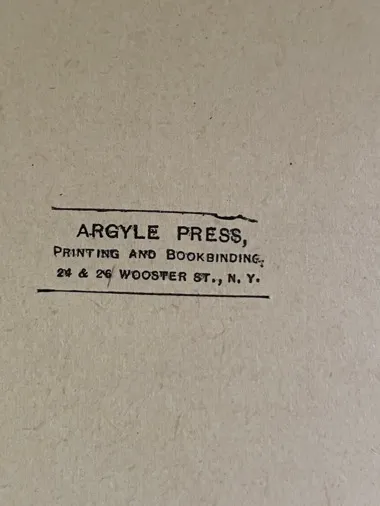 ARGYLE PRESS,
PRINTING AND BOOKBINDING,
24 & 26 WOOSTER ST., N. Y.